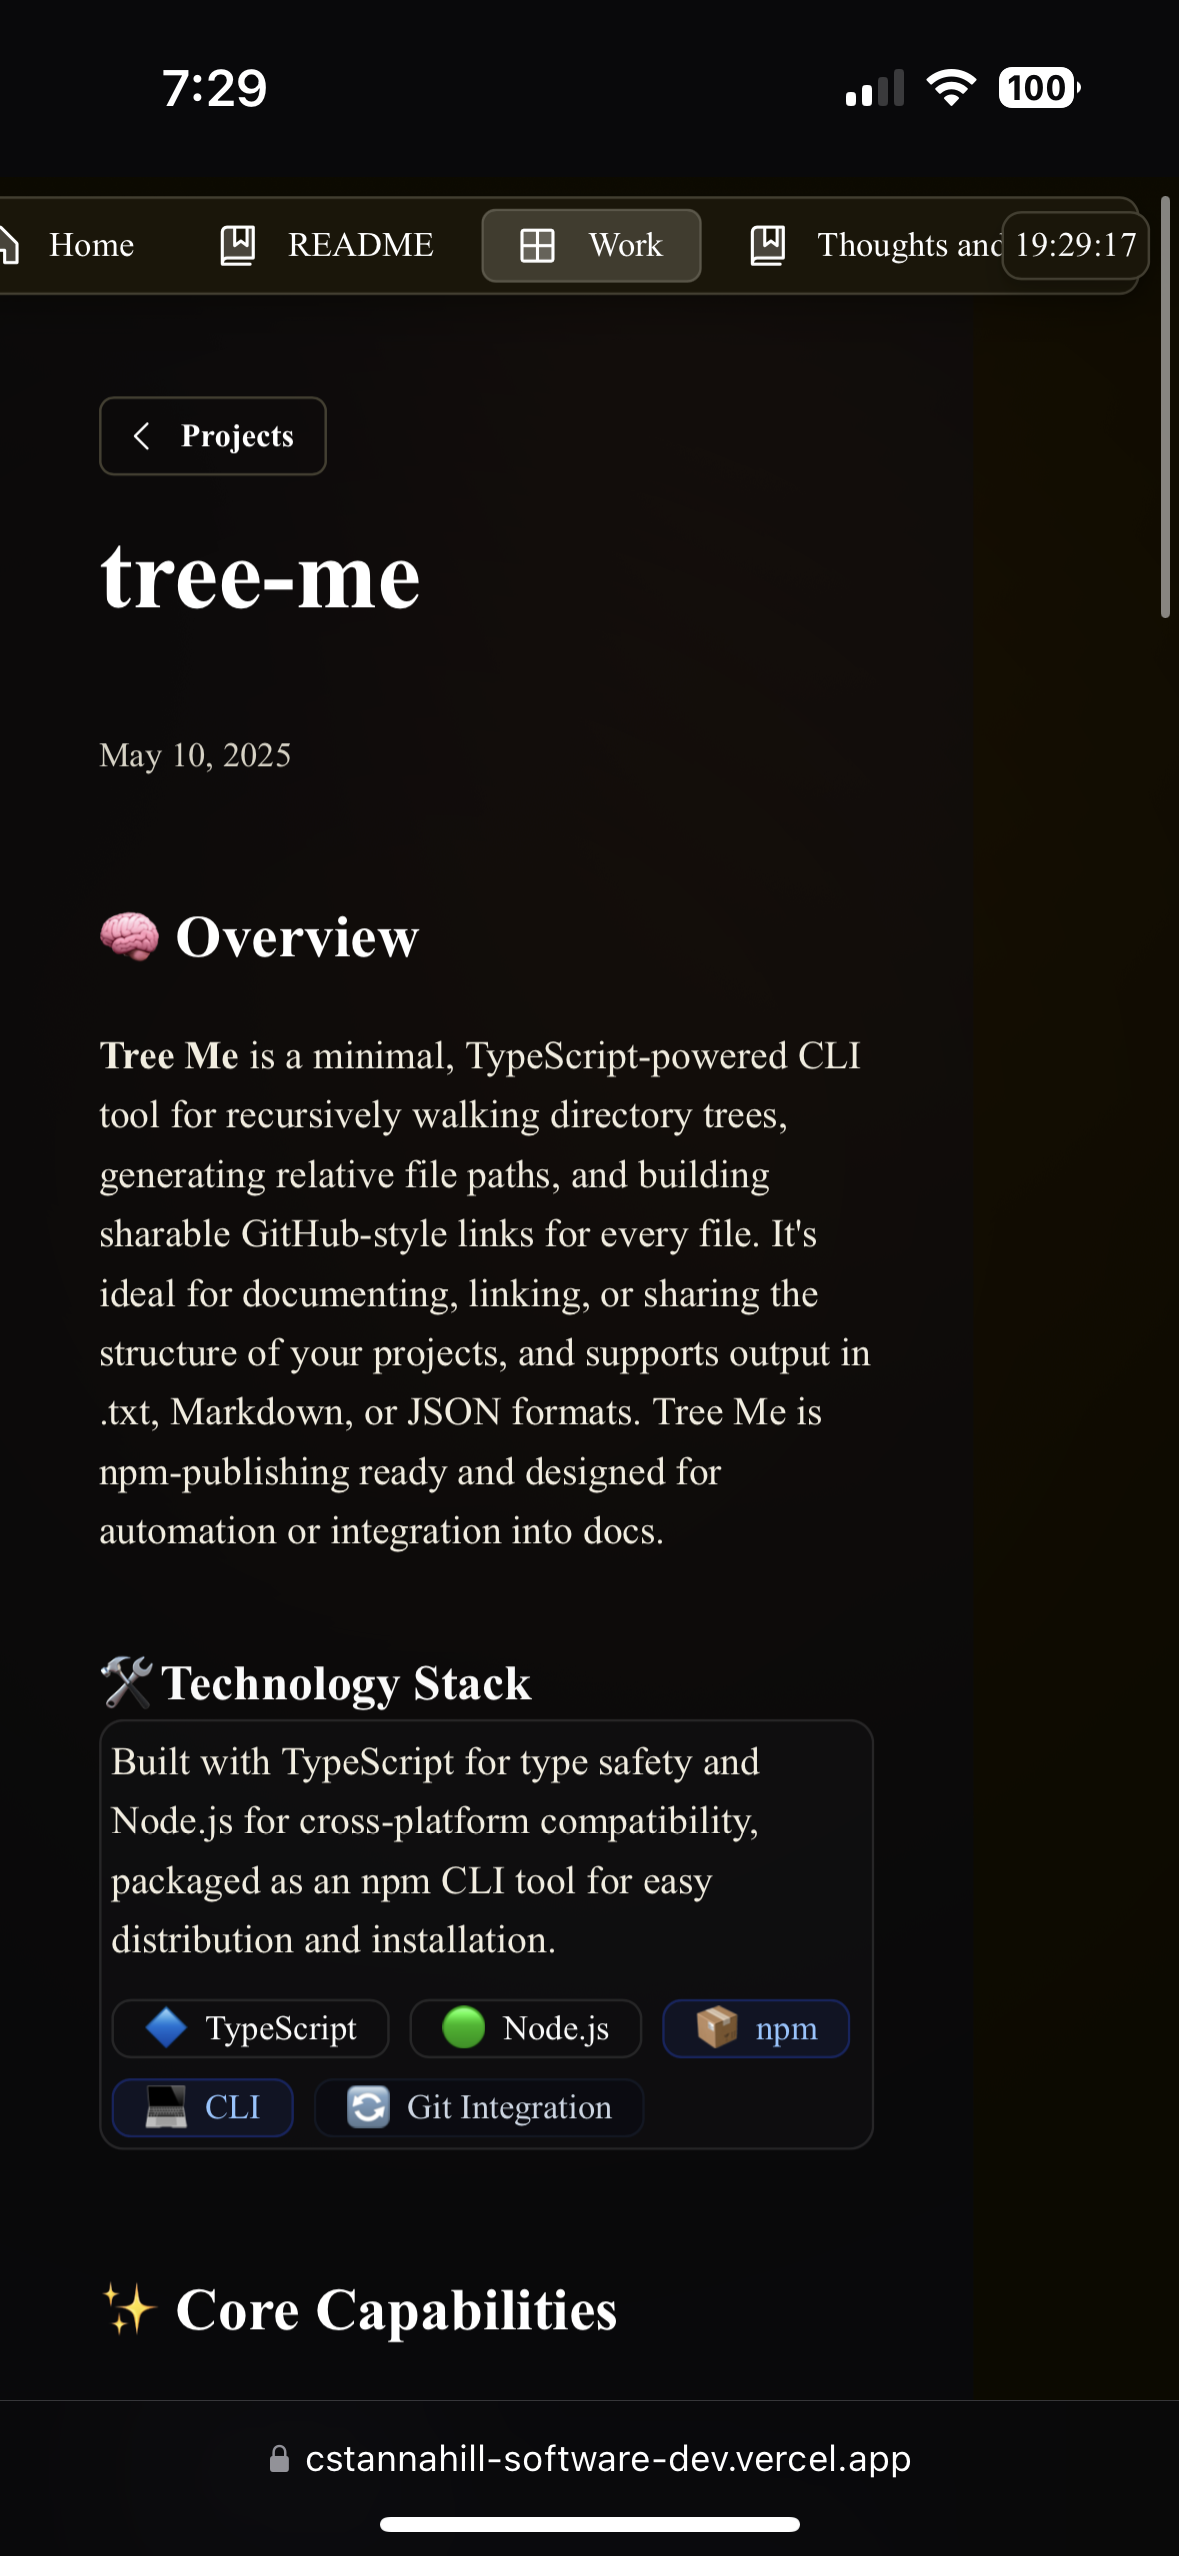 7:29
100
Home
README
Work
Thoughts and
19:29:17
Projects
tree-me
May 10, 2025
🧠 Overview
Tree Me is a minimal, TypeScript-powered CLI
tool for recursively walking directory trees,
generating relative file paths, and building
sharable GitHub-style links for every file. It's
ideal for documenting, linking, or sharing the
structure of your projects, and supports output in
.txt, Markdown, or JSON formats. Tree Me is
npm-publishing ready and designed for
automation or integration into docs.
🛠️Technology Stack
Built with TypeScript for type safety and
Node.js for cross-platform compatibility,
packaged as an npm CLI tool for easy
distribution and installation.
🔷 TypeScript
🟢 Node.js
📦 npm
💻 CLI
🔄 Git Integration
✨ Core Capabilities
cstannahill-software-dev.vercel.app